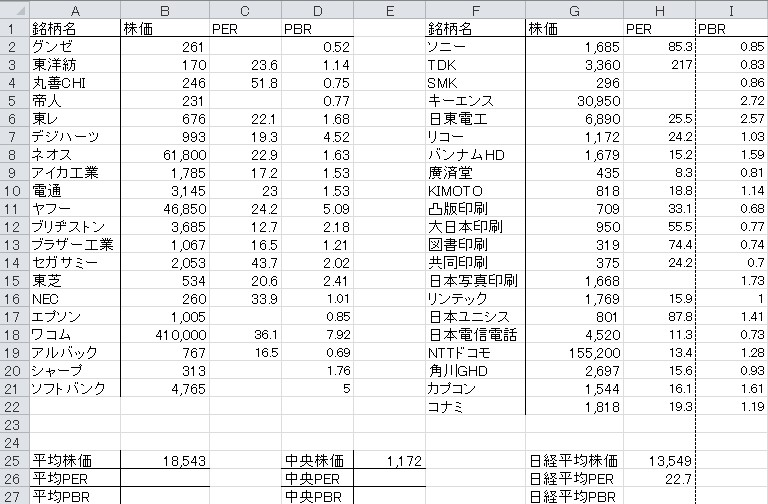 A B C D E F G H I
1 銘柄名 株価 PER PBR 銘柄名 株価 PER PBR
2 グンゼ 261 0.52 ソニー 1,685 85.3 0.85
3 東洋紡 170 23.6 1.14 TDK 3,360 217 0.83
4 丸善CHI 246 51.8 0.75 SMK 296 0.86
5 帝人 231 0.77 キーエンス 30,950 2.72
6 東レ 676 22.1 1.68 日東電工 6,890 25.5 2.57
7 デジハーツ 993 19.3 4.52 リコー 1,172 24.2 1.03
8 ネオス 61,800 22.9 1.63 バンナムHD 1,679 15.2 1.59
9 アイカ工業 1,785 17.2 1.53 廣済堂 435 8.3 0.81
10 電通 3,145 23 1.53 KIMOTO 818 18.8 1.14
11 ヤフー 46,850 24.2 5.09 凸版印刷 709 33.1 0.68
12 ブリヂストン 3,685 12.7 2.18 大日本印刷 950 55.5 0.77
13 ブラザー工業 1,067 16.5 1.21 図書印刷 319 74.4 0.74
14 セガサミー 2,053 43.7 2.02 共同印刷 375 24.2 0.7
15 東芝 534 20.6 2.41 日本写真印刷 1,668 1.73
16 NEC 260 33.9 1.01 リンテック 1,769 15.9 1
17 エプソン 1,005 0.85 日本ユニシス 801 87.8 1.41
18 ワコム 410,000 36.1 7.92 日本電信電話 4,520 11.3 0.73
19 アルバック 767 16.5 0.69 NTTドコモ 155,200 13.4 1.28
20 シャープ 313 1.76 角川GHD 2,697 15.6 0.93
21 ソフトバンク 4,765 5 カプコン 1,544 16.1 1.61
22 コナミ 1,818 19.3 1.19
23
24
25 平均株価 18,543 中央株価 1,172 日経平均株価 13,549
26 平均PER 中央PER 日経平均PER 22.7
27 平均PBR 中央PBR 日経平均PBR